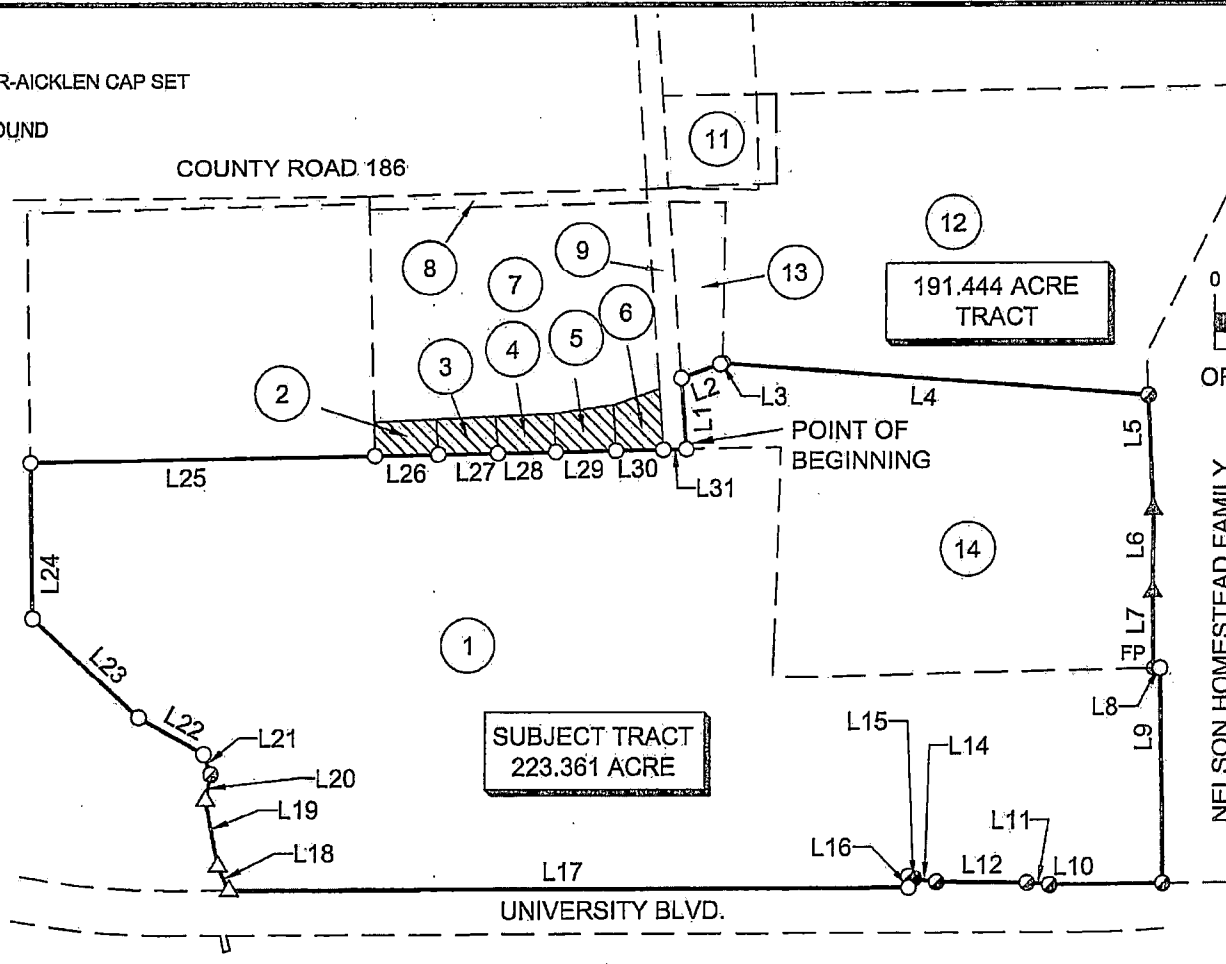 R-AICKLEN CAP SET
OUND
COUNTY ROAD 186
11
12
8
7
9
13
6
5
4
3
2
191.444 ACRE
TRACT
0
OF
L2
L3
L4
L1
L5
POINT OF
BEGINNING
L25
L26
L27
L28
L29
L30
L31
L24
L6
14
L7
FP
L8
L9
1
L23
L22
L21
L20
L19
L18
SUBJECT TRACT
223.361 ACRE
L15
L14
L16
L12
L11
L10
L17
UNIVERSITY BLVD.
NELSON HOMESTEAD FAMILY